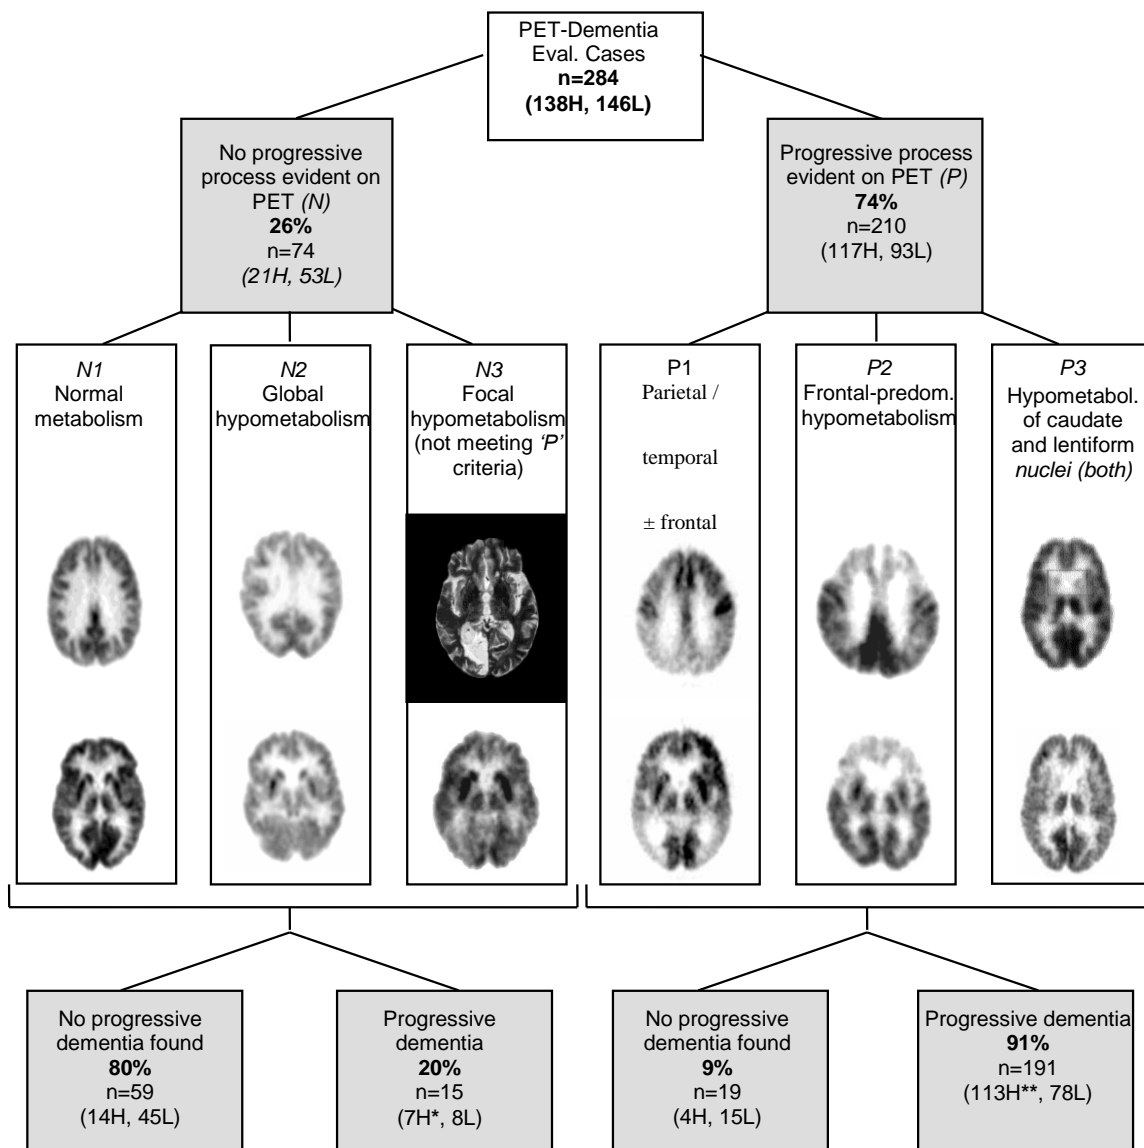 PET-Dementia
Eval. Cases
n=284
(138H, 146L)
No progressive
process evident on
PET (N)
26%
n=74
(21H, 53L)
Progressive process
evident on PET (P)
74%
n=210
(117H, 93L)
N1
Normal
metabolism
N2
Global
hypometabolism
N3
Focal
hypometabolism
(not meeting ‘P’
criteria)
P1
Parietal /
temporal
± frontal
P2
Frontal-predom.
hypometabolism
P3
Hypometabol.
of caudate
and lentiform
nuclei (both)
No progressive
dementia found
80%
n=59
(14H, 45L)
Progressive
dementia
20%
n=15
(7H*, 8L)
No progressive
dementia found
9%
n=19
(4H, 15L)
Progressive dementia
91%
n=191
(113H**, 78L)